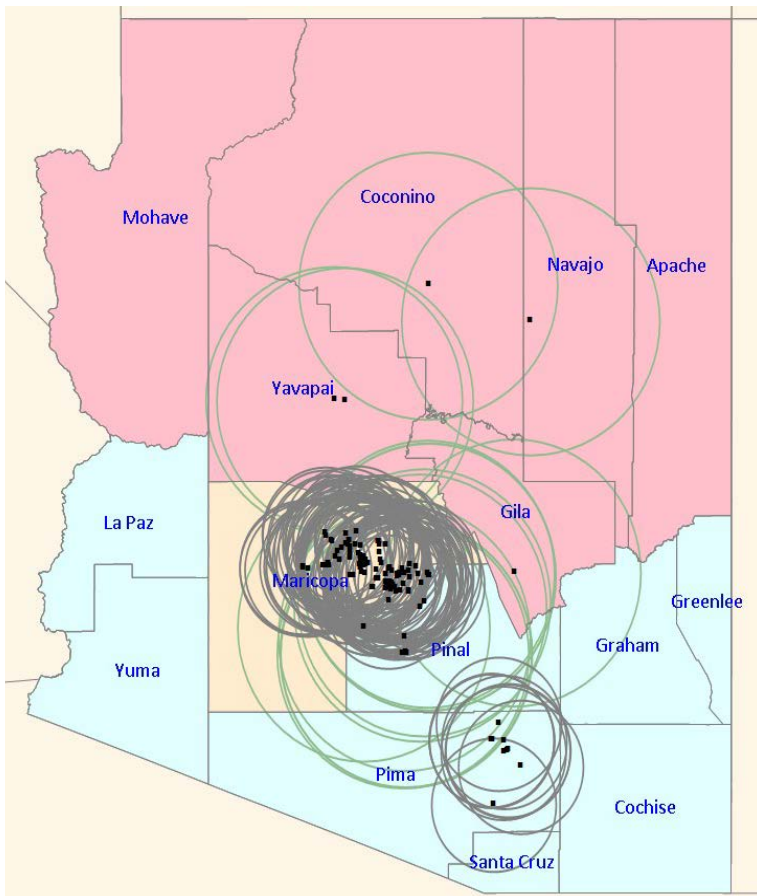 Coconino
Mohave
Navajo
Apache
Yavapai
Gila
La Paz
Maricopa
Greenlee
Pinal
Graham
Yuma
Pima
Cochise
Santa Cruz